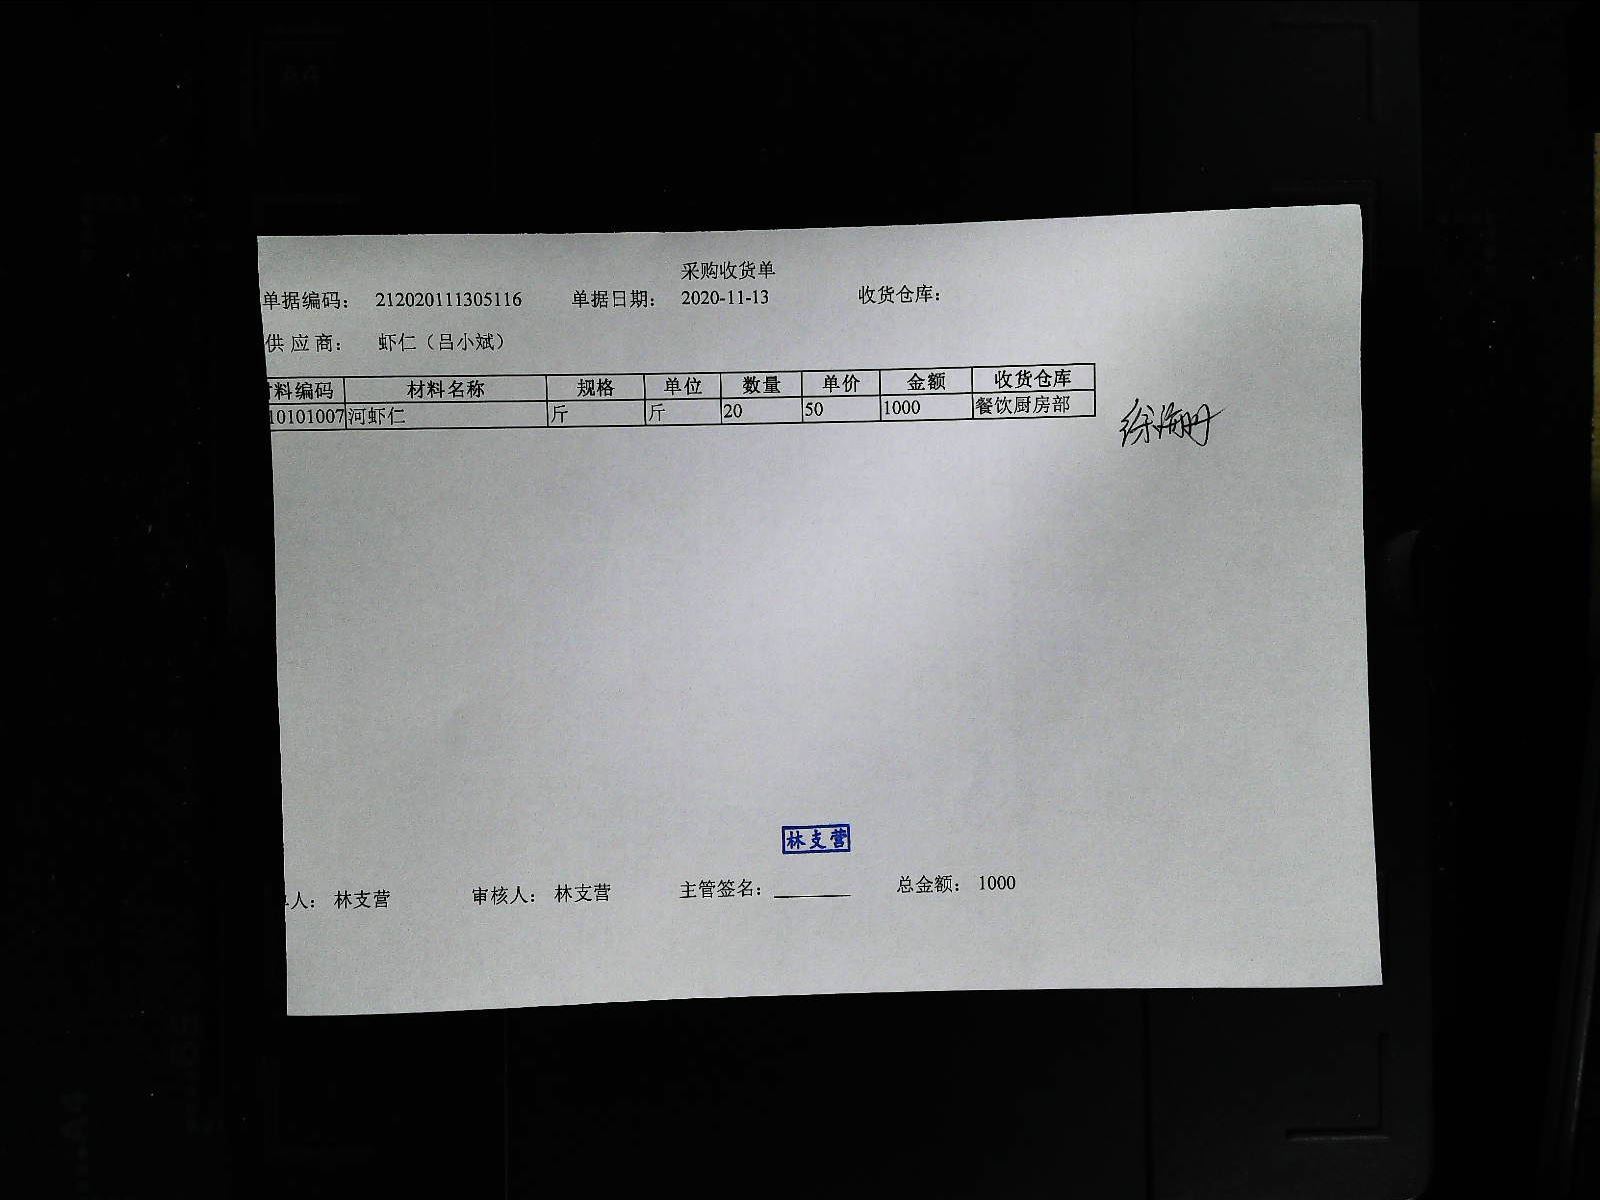 采购收货单
单据编码： 212020111305116 单据日期： 2020-11-13 收货仓库：
供 应 商： 虾仁（吕小斌）
料编码 材料名称 规格 单位 数量 单价 金额 收货仓库
10101007 河虾仁 斤 斤 20 50 1000 餐饮厨房部
林支营
人： 林支营 审核人： 林支营 主管签名： 总金额： 1000